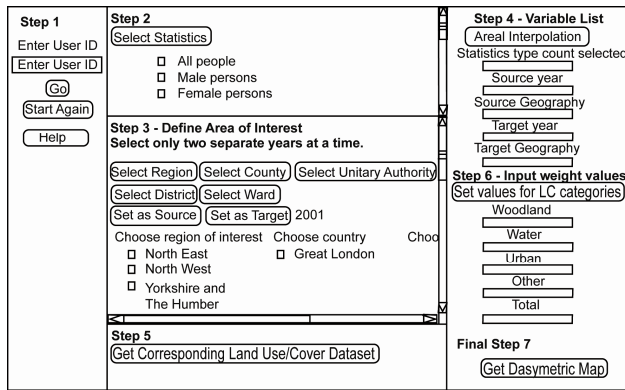 Step 1
Enter User ID
Enter User ID
Go
Start Again
Help
Step 2
Select Statistics
All people
Male persons
Female persons
Step 3 - Define Area of Interest
Select only two separate years at a time.
Select Region Select County Select Unitary Authority
Select District Select Ward
Set as Source Set as Target 2001
Choose region of interest Choose country Choo
North East Great London
North West
Yorkshire and
The Humber
Step 5
Get Corresponding Land Use/Cover Dataset
Step 4 - Variable List
Areal Interpolation
Statistics type count selected
Source year
Source Geography
Target year
Target Geography
Step 6 - Input weight values
Set values for LC categories
Woodland
Water
Urban
Other
Total
Final Step 7
Get Dasymetric Map